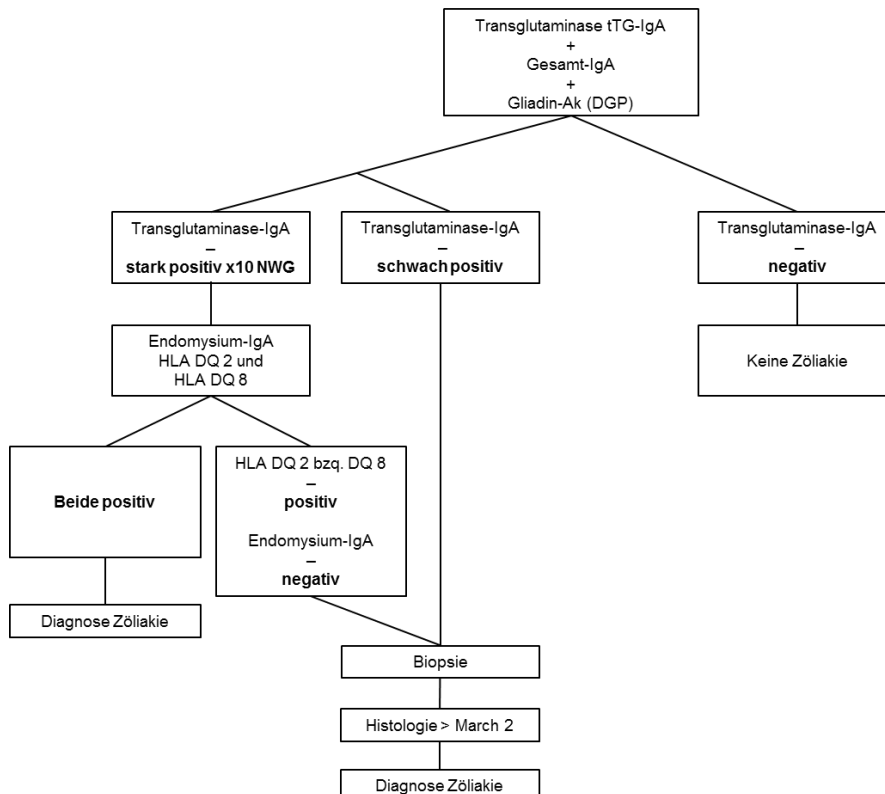 Transglutaminase tTG-IgA
+
Gesamt-IgA
+
Gliadin-Ak (DGP)
Transglutaminase-IgA
–
stark positiv x10 NWG
Transglutaminase-IgA
–
schwach positiv
Transglutaminase-IgA
–
negativ
Endomysium-IgA
HLA DQ 2 und
HLA DQ 8
Keine Zöliakie
Beide positiv
HLA DQ 2 bzq. DQ 8
–
positiv
Endomysium-IgA
–
negativ
Diagnose Zöliakie
Biopsie
Histologie > March 2
Diagnose Zöliakie